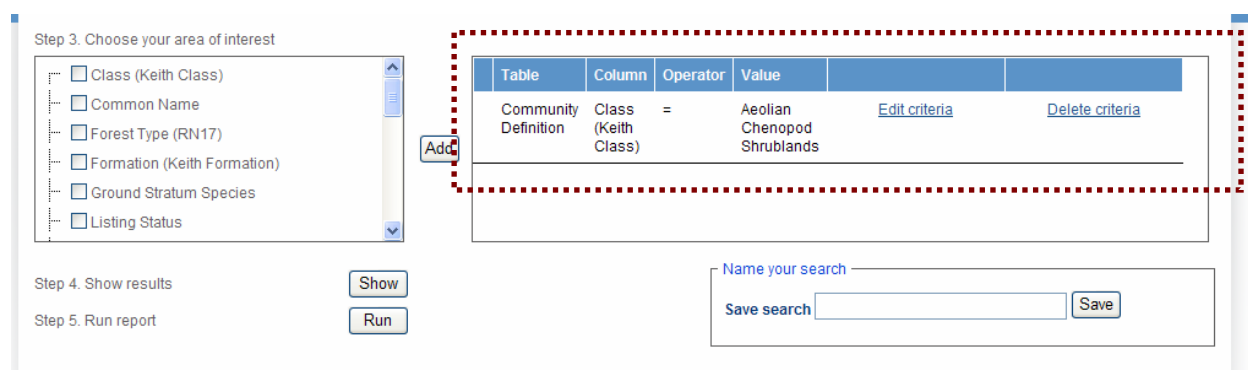 Step 3. Choose your area of interest
Class (Keith Class)
Common Name
Forest Type (RN17)
Formation (Keith Formation)
Ground Stratum Species
Listing Status
Add
Table Column Operator Value
Community Class = Aeolian Edit criteria Delete criteria
Definition (Keith Chenopod
Class) Shrublands
Step 4. Show results Show
Step 5. Run report Run
Name your search
Save search Save